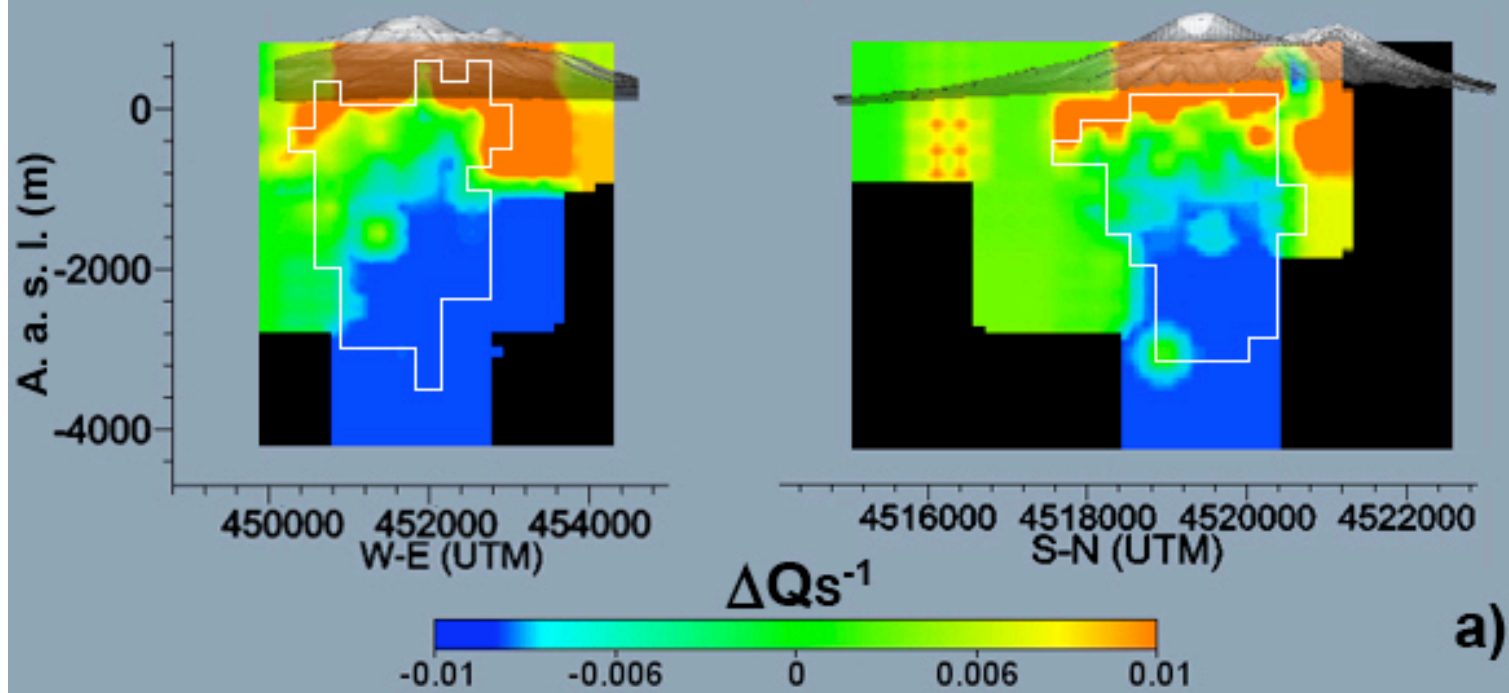 A. a. s. l. (m)
0
-2000
-4000
450000 452000 454000
W-E (UTM)
4516000 4518000 4520000 4522000
S-N (UTM)
ΔQs⁻¹
-0.01 -0.006 0 0.006 0.01
a)